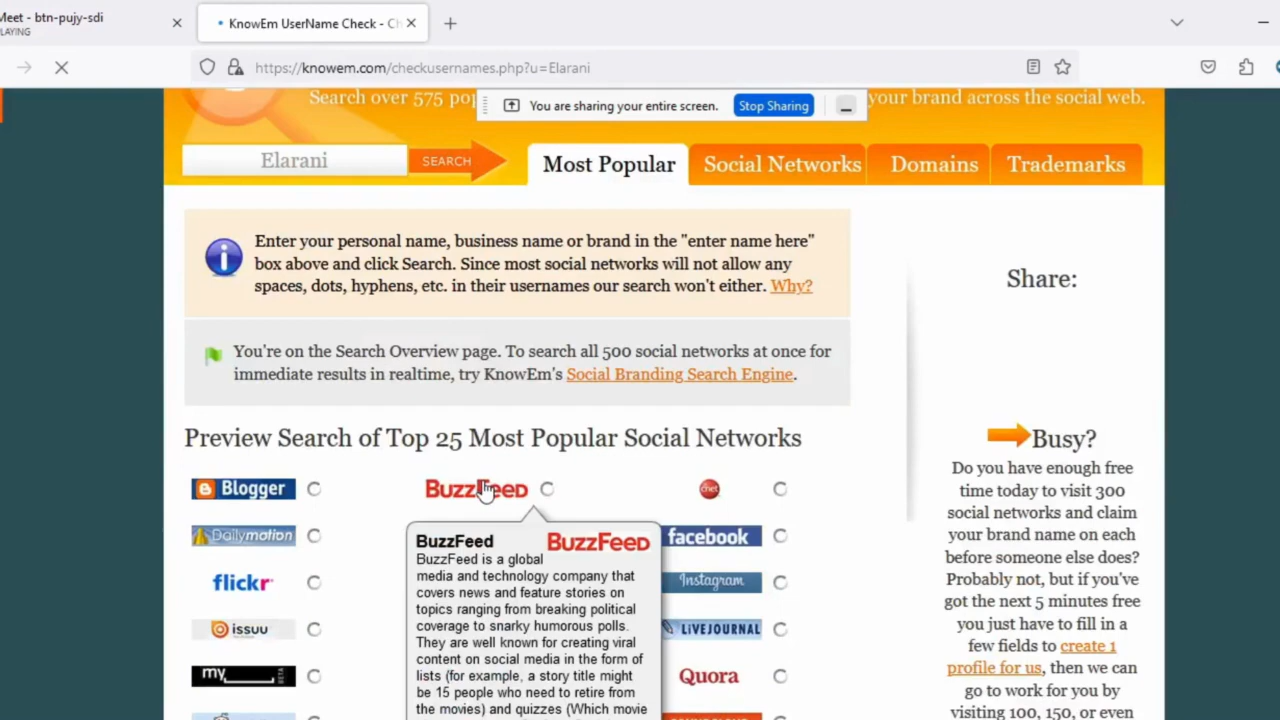 Meet - btn-pujy-sdi
LAYING
KnowEm UserName Check - Ch
https://knowem.com/checkusernames.php?u=Elarani
Search over 575 pop
You are sharing your entire screen.
Stop Sharing
your brand across the social web.
Elarani
SEARCH
Most Popular
Social Networks
Domains
Trademarks
Enter your personal name, business name or brand in the "enter name here"
box above and click Search. Since most social networks will not allow any
spaces, dots, hyphens, etc. in their usernames our search won't either. Why?
You're on the Search Overview page. To search all 500 social networks at once for
immediate results in realtime, try KnowEm's Social Branding Search Engine.
Preview Search of Top 25 Most Popular Social Networks
Blogger
BuzzFeed
cnet
Dailymotion
facebook
flickr
Instagram
issuu
LIVEJOURNAL
my
BETA
Quora
BuzzFeed
BuzzFeed
BuzzFeed is a global
media and technology company that
covers news and feature stories on
topics ranging from breaking political
coverage to snarky humorous polls.
They are well known for creating viral
content on social media in the form of
lists (for example, a story title might
be 15 people who need to retire from
the movies) and quizzes (Which movie
Share:
Busy?
Do you have enough free
time today to visit 300
social networks and claim
your brand name on each
before someone else does?
Probably not, but if you've
got the next 5 minutes free
you just have to fill in a
few fields to create 1
profile for us, then we can
go to work for you by
visiting 100, 150, or even